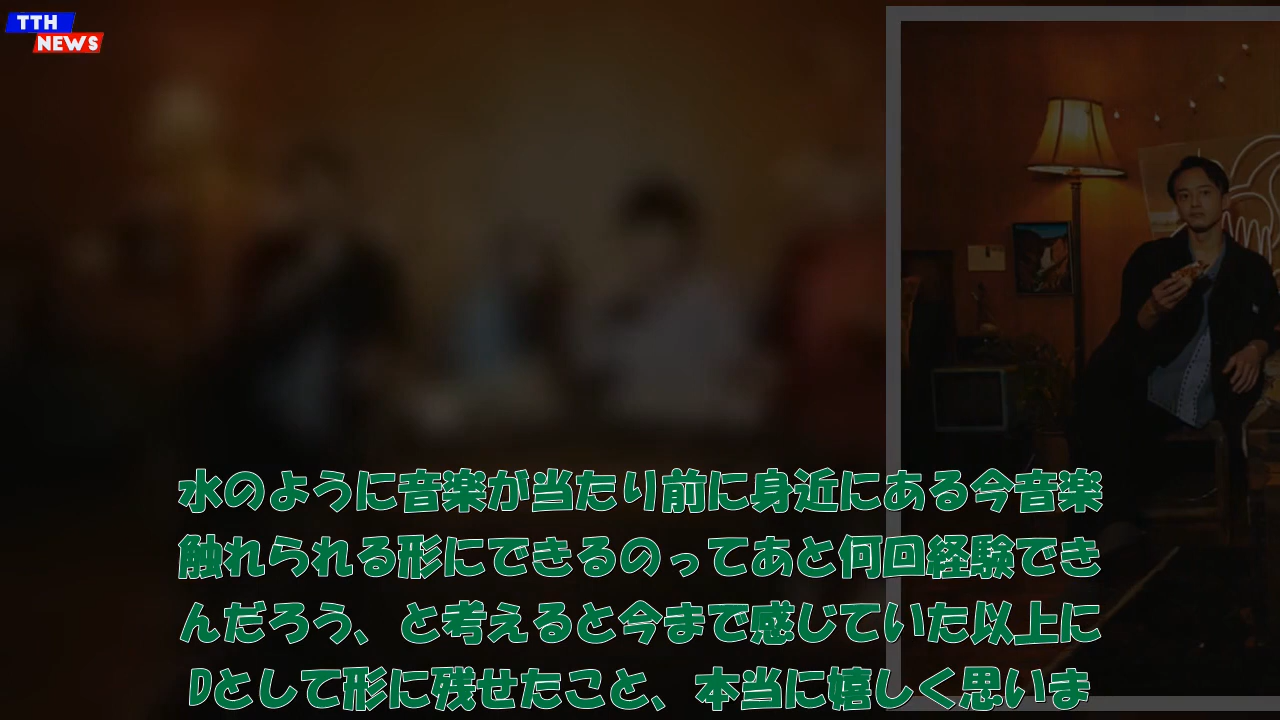 TTH
NEWS
水のように音楽が当たり前に身近にある今音楽
触れられる形にできるのってあと何回経験でき
んだろう、と考えると今まで感じていた以上に
Dとして形に残せたこと、本当に嬉しく思いま